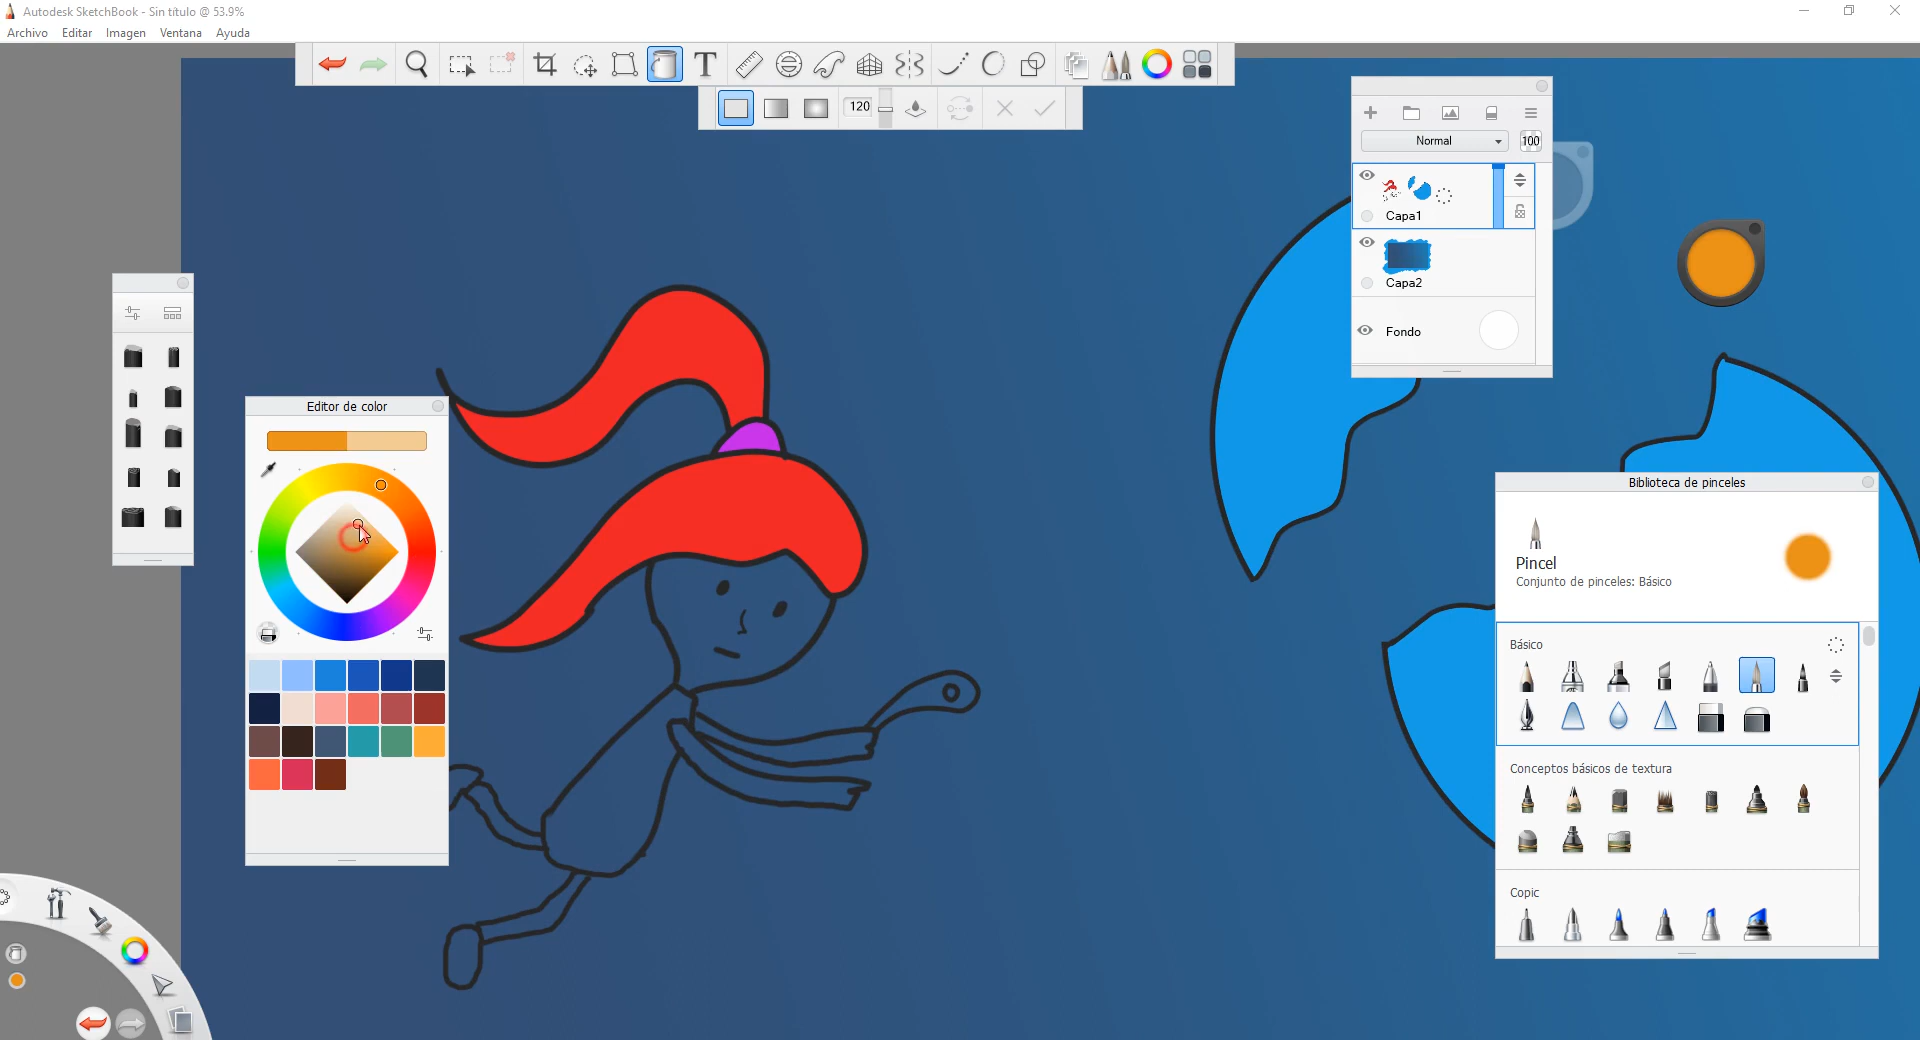 Autodesk SketchBook - Sin título @ 53.9%
Archivo Editar Imagen Ventana Ayuda
T
120
Normal 100
Capa1
Capa2
Fondo
Editor de color
Biblioteca de pinceles
Pincel
Conjunto de pinceles: Básico
Básico
Conceptos básicos de textura
Copic